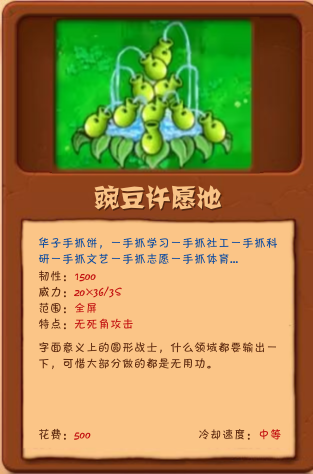 豌豆许愿池
华子手抓饼，一手抓学习一手抓社工一手抓科
研一手抓文艺一手抓志愿一手抓体育...
韧性：1500
威力：20×36/3S
范围：全屏
特点：无死角攻击
字面意义上的圆形战士，什么领域都要输出一
下，可惜大部分做的都是无用功。
花费：500 冷却速度：中等